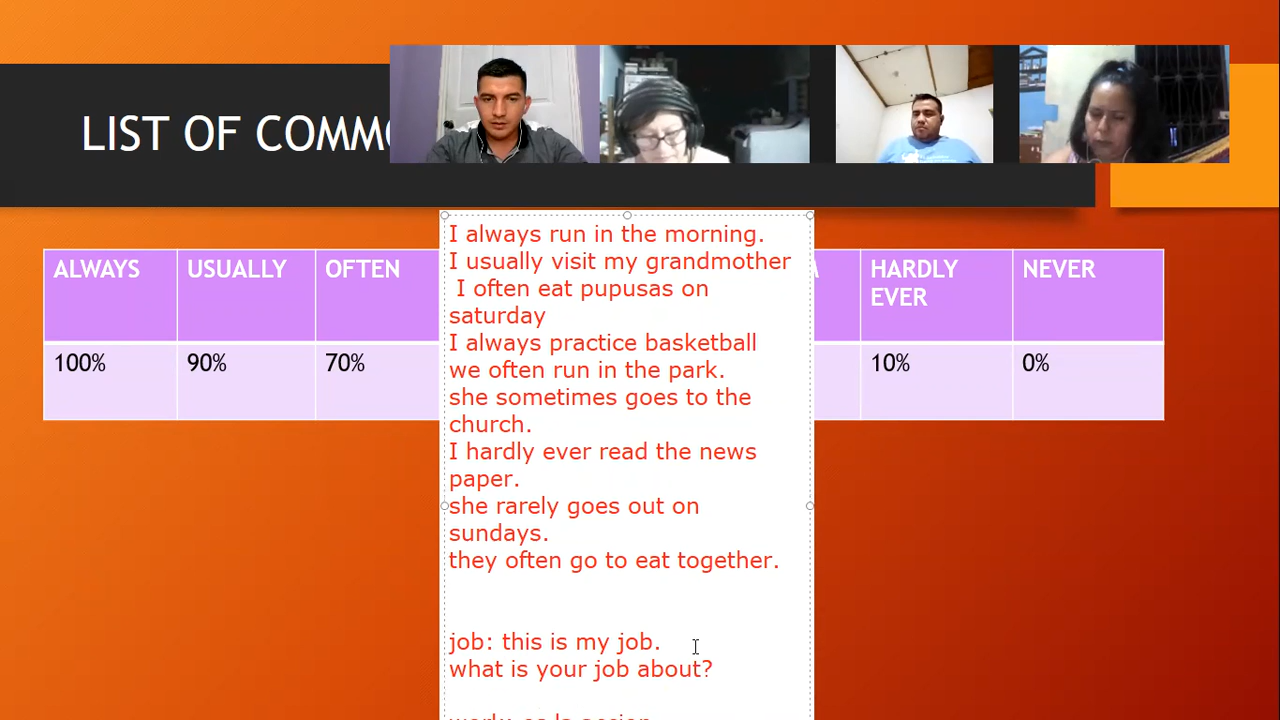 LIST OF COMM
ALWAYS
USUALLY
OFTEN
HARDLY
EVER
NEVER
100%
90%
70%
10%
0%
I always run in the morning.
I usually visit my grandmother
I often eat pupusas on
saturday
I always practice basketball
we often run in the park.
she sometimes goes to the
church.
I hardly ever read the news
paper.
she rarely goes out on
sundays.
they often go to eat together.
job: this is my job.
what is your job about?